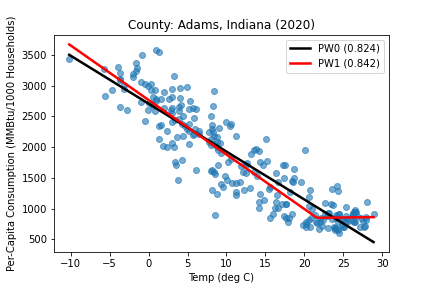 County: Adams, Indiana (2020)
PW0 (0.824)
PW1 (0.842)
Per-Capita Consumption (MMBtu/1000 Households)
3500
3000
2500
2000
1500
1000
500
−10 −5 0 5 10 15 20 25 30
Temp (deg C)